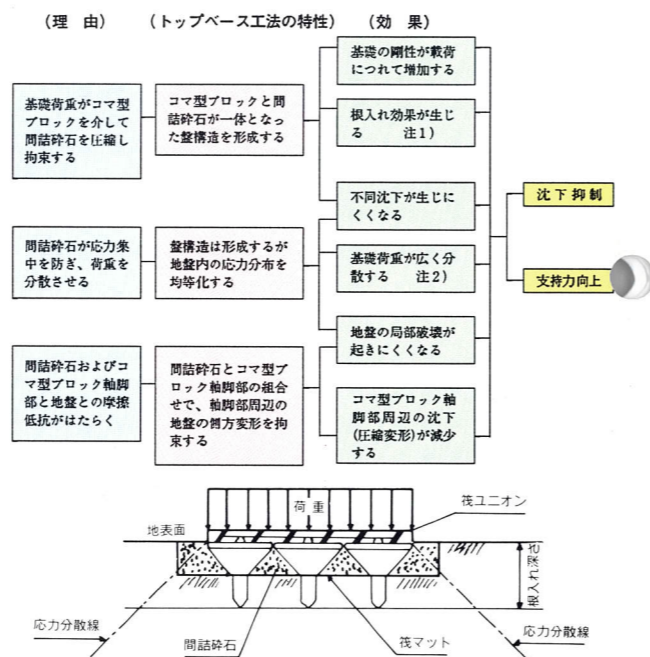 (理 由)
(トップベース工法の特性)
(効 果)
基礎荷重がコマ型
ブロックを介して
間詰砕石を圧縮し
拘束する
コマ型ブロックと間
詰砕石が一体となっ
た盤構造を形成する
基礎の剛性が載荷
につれて増加する
根入れ効果が生じ
る 注1)
不同沈下が生じに
くくなる
沈下抑制
間詰砕石が応力集
中を防ぎ、荷重を
分散させる
盤構造は形成するが
地盤内の応力分布を
均等化する
基礎荷重が広く分
散する 注2)
支持力向上
地盤の局部破壊が
起きにくくなる
間詰砕石およびコ
マ型ブロック軸脚
部と地盤との摩擦
低抗がはたらく
間詰砕石とコマ型ブ
ロック軸脚部の組合
せで、軸脚部周辺の
地盤の側方変形を拘
束する
コマ型ブロック軸
脚部周辺の沈下
(圧縮変形)が減少
する
荷 重
筏ユニオン
地表面
根入れ深さ
応力分散線
間詰砕石
筏マット
応力分散線